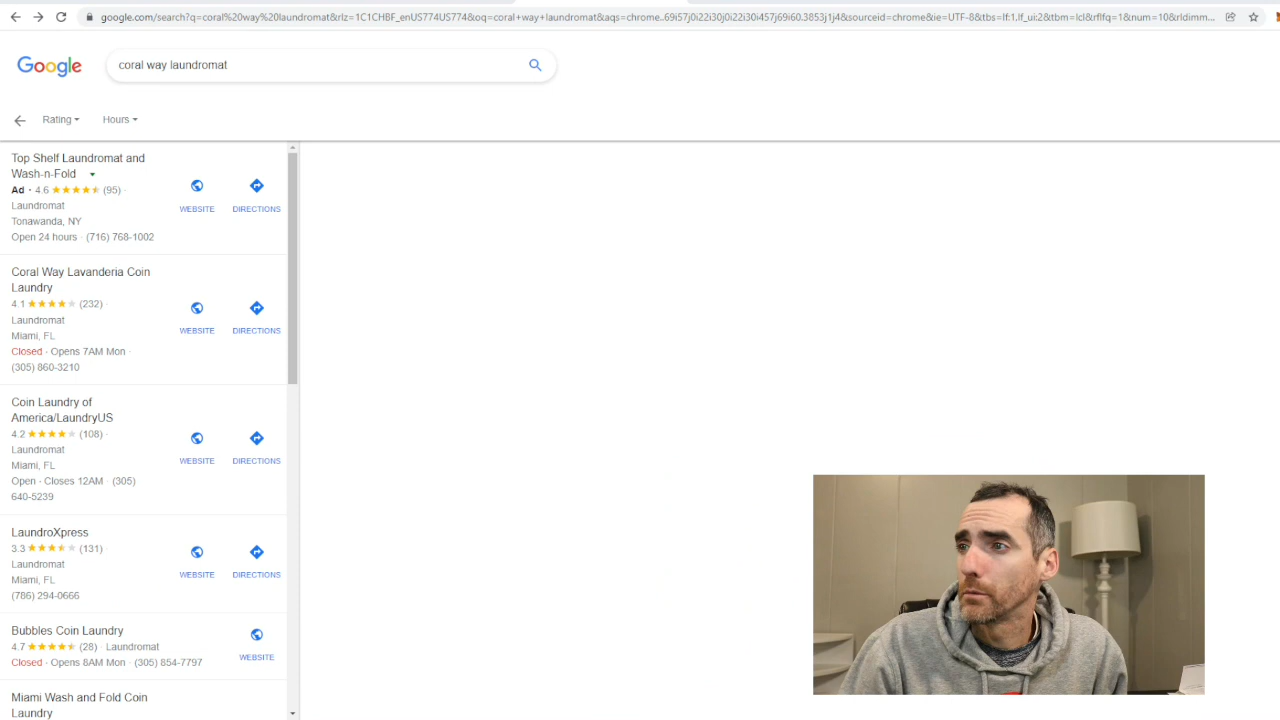 google.com/search?q=coral%20way%20laundromat&rlz=1C1CHBF_enUS774US774&oq=coral+way+laundromat&aqs=chrome..69i57j0i22i30j0i22i30i457j69i60.3853j1j4&sourceid=chrome&ie=UTF-8&tbs=lf:1,lf_ui:2&tbm=lcl&rflfq=1&num=10&rldimm...
Google
coral way laundromat
Rating
Hours
Top Shelf Laundromat and
Wash-n-Fold
Ad · 4.6 (95) ·
Laundromat
Tonawanda, NY
Open 24 hours · (716) 768-1002
WEBSITE
DIRECTIONS
Coral Way Lavanderia Coin
Laundry
4.1 (232) ·
Laundromat
Miami, FL
Closed · Opens 7AM Mon ·
(305) 860-3210
WEBSITE
DIRECTIONS
Coin Laundry of
America/LaundryUS
4.2 (108) ·
Laundromat
Miami, FL
Open · Closes 12AM · (305)
640-5239
WEBSITE
DIRECTIONS
LaundroXpress
3.3 (131) ·
Laundromat
Miami, FL
(786) 294-0666
WEBSITE
DIRECTIONS
Bubbles Coin Laundry
4.7 (28) · Laundromat
Closed · Opens 8AM Mon · (305) 854-7797
WEBSITE
Miami Wash and Fold Coin
Laundry